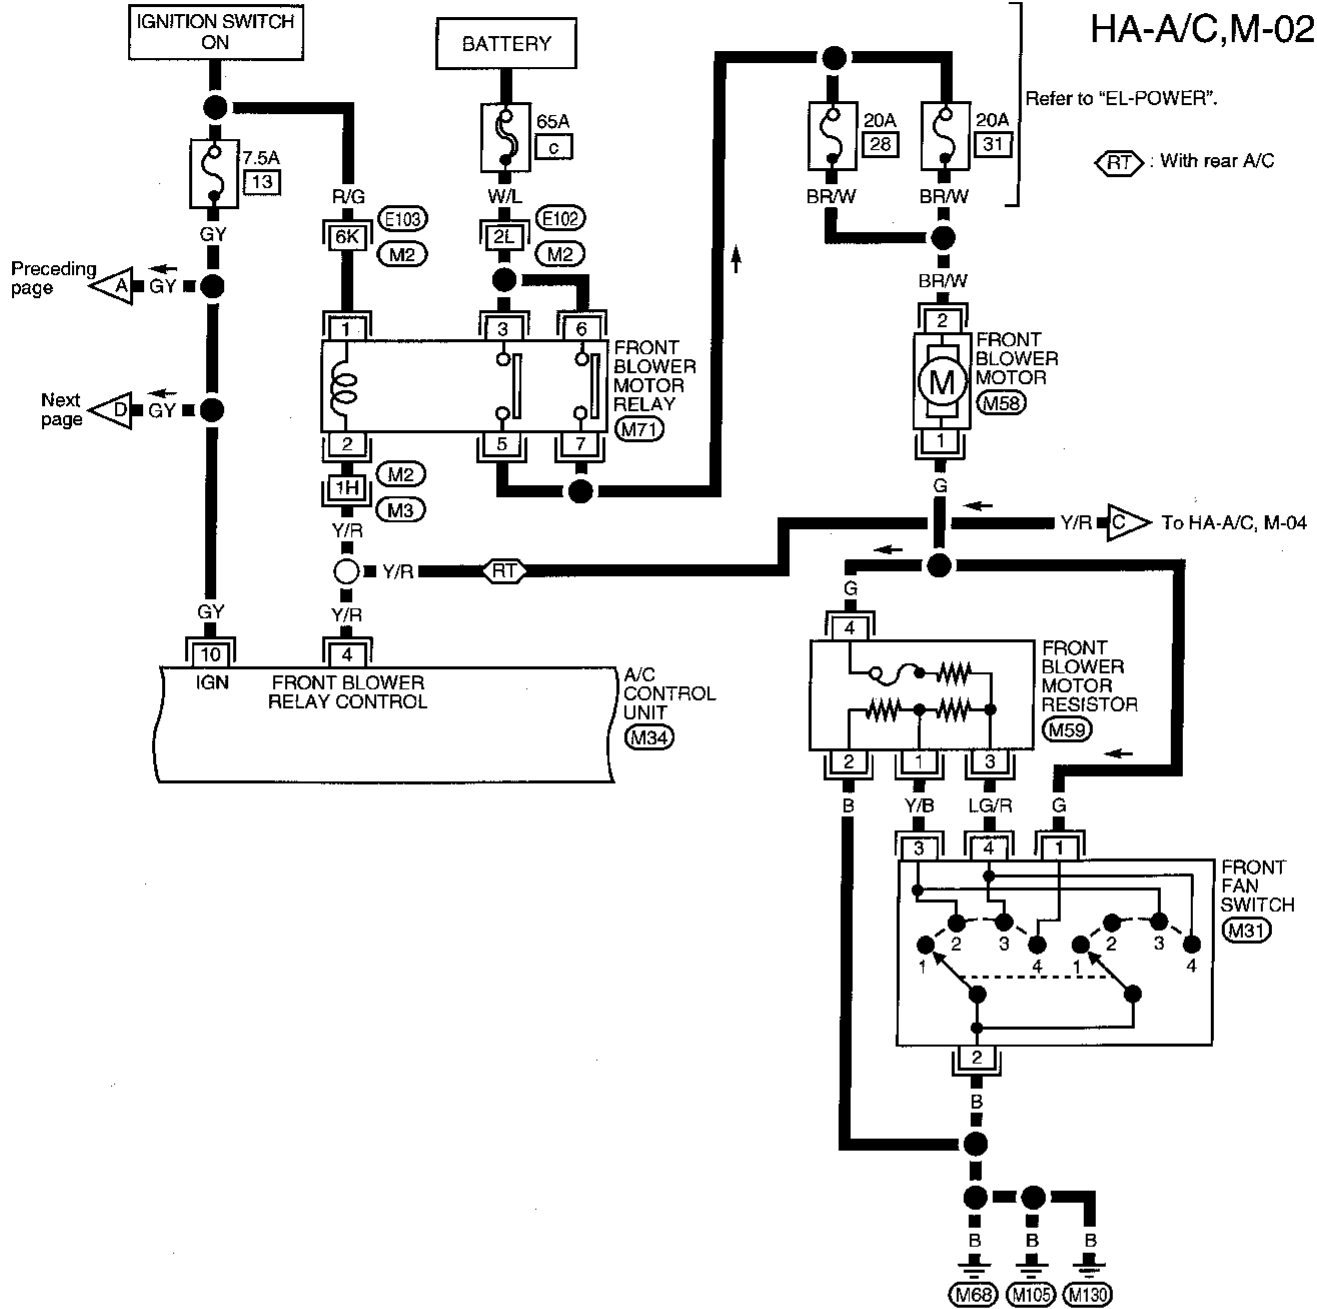 HA-A/C,M-02
IGNITION SWITCH
ON
BATTERY
Refer to “EL-POWER”.
RT : With rear A/C
7.5A
13
65A
c
20A
28
20A
31
R/G
W/L
BR/W
BR/W
GY
6K
E103
M2
2L
E102
M2
Preceding
page
A
GY
BR/W
1
3
6
2
FRONT
BLOWER
MOTOR
RELAY
M71
M
FRONT
BLOWER
MOTOR
M58
Next
page
D
GY
2
5
7
1
1H
M2
M3
G
Y/R
Y/R
C
To HA-A/C, M-04
Y/R
RT
GY
Y/R
G
10
4
4
IGN
FRONT BLOWER
RELAY CONTROL
A/C
CONTROL
UNIT
M34
FRONT
BLOWER
MOTOR
RESISTOR
M59
2
1
3
B
Y/B
LG/R
G
3
4
1
FRONT
FAN
SWITCH
M31
1
2
3
4
1
2
3
4
2
B
B
B
B
M68
M105
M130